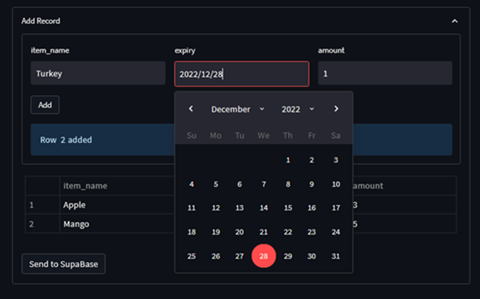 Add Record
item_name expiry amount
Turkey 2022/12/28 1
Add
December 2022
Su Mo Tu We Th Fr Sa
1 2 3
Row 2 added
4 5 6 7 8 9 10
11 12 13 14 15 16 17
18 19 20 21 22 23 24
25 26 27 28 29 30 31
item_name amount
1 Apple 3
2 Mango 5
Send to SupaBase